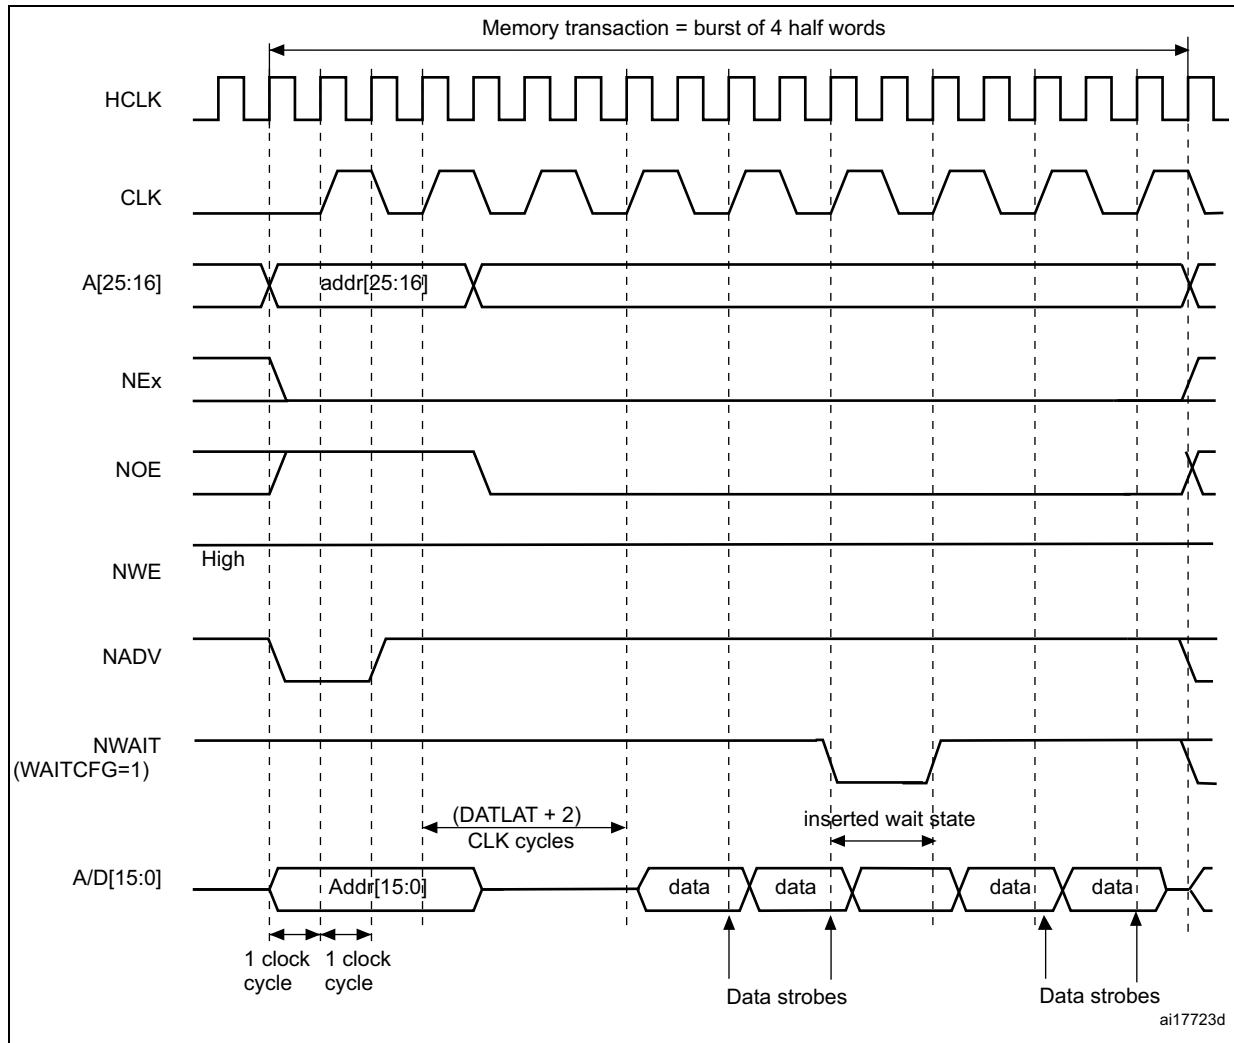 Memory transaction = burst of 4 half words
HCLK
CLK
A[25:16]
addr[25:16]
NEx
NOE
High
NWE
NADV
NWAIT
(WAITCFG=1)
(DATLAT + 2)
CLK cycles
inserted wait state
A/D[15:0]
Addr[15:0]
data
data
data
data
1 clock
cycle
1 clock
cycle
Data strobes
Data strobes
ai17723d